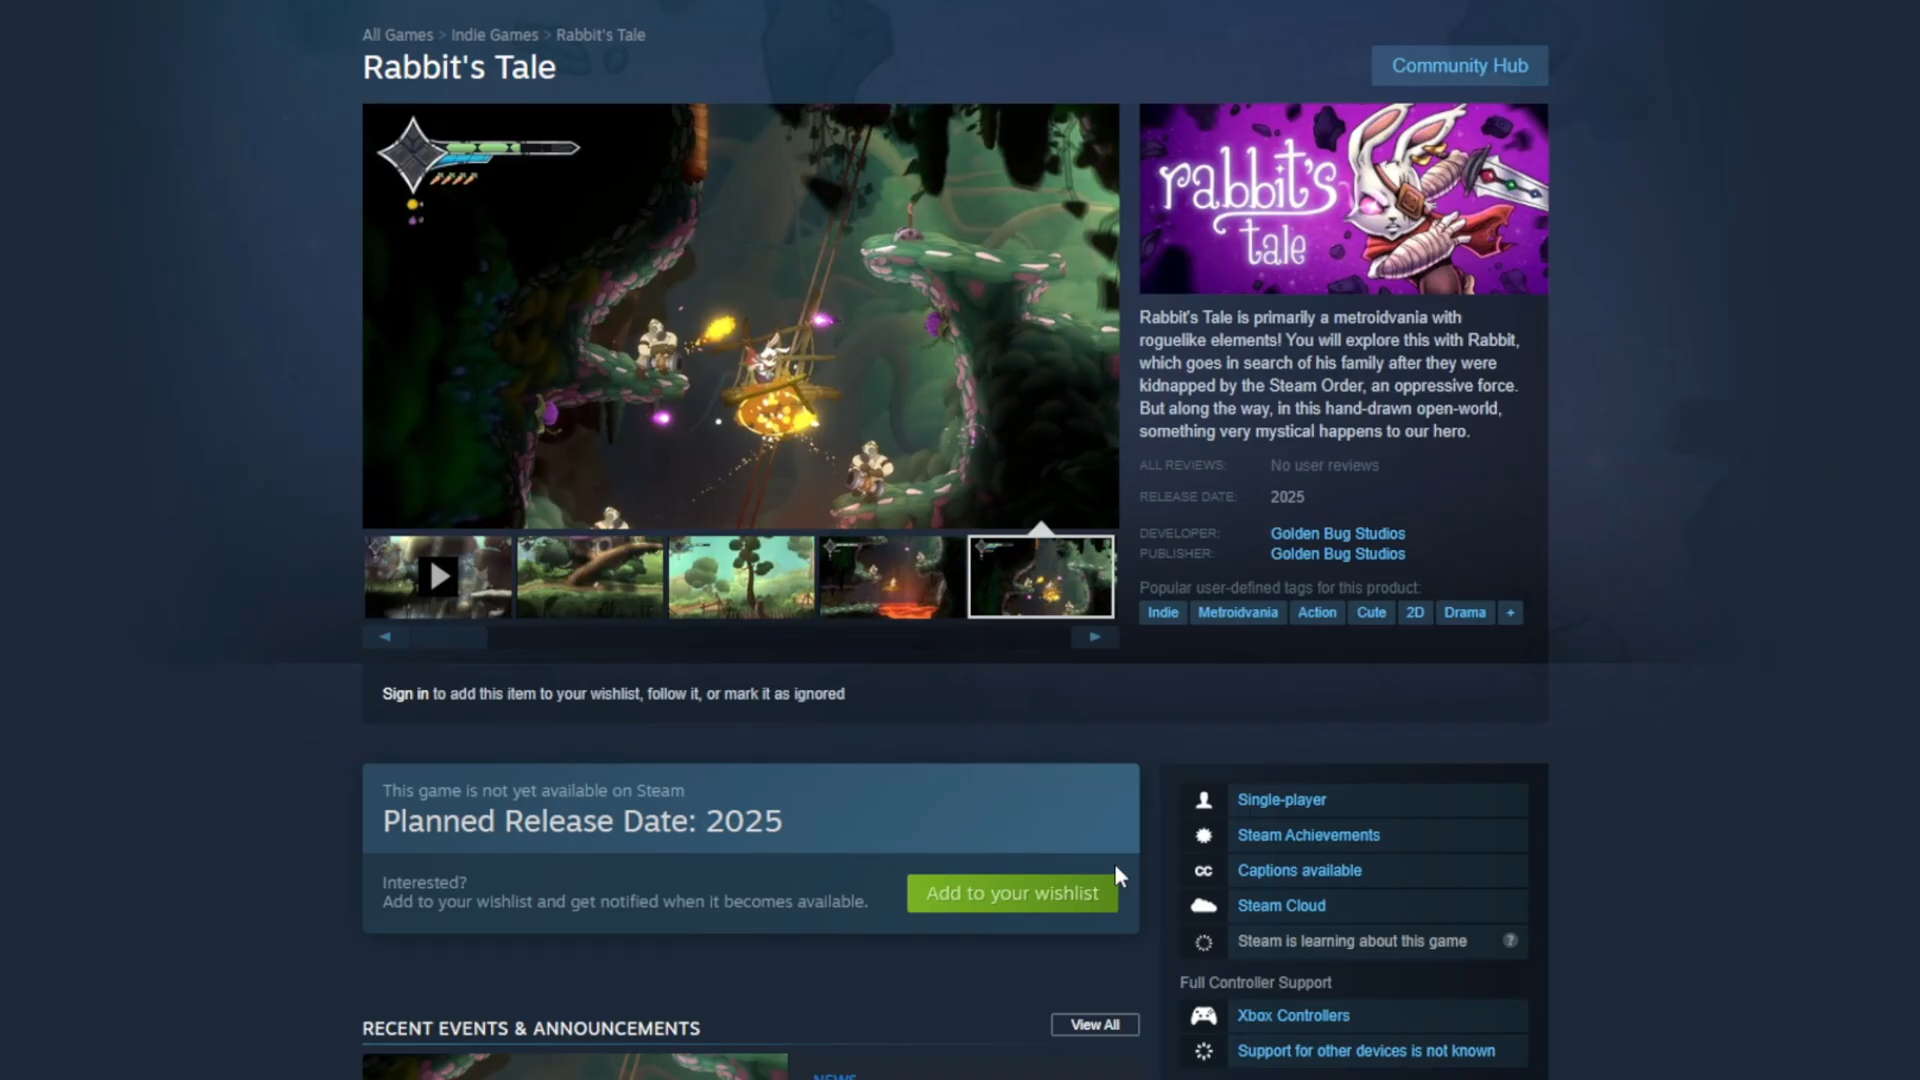 All Games > Indie Games > Rabbit's Tale
Rabbit's Tale
Community Hub
rabbit's
tale
Rabbit's Tale is primarily a metroidvania with
roguelike elements! You will explore this with Rabbit,
which goes in search of his family after they were
kidnapped by the Steam Order, an oppressive force.
But along the way, in this hand-drawn open-world,
something very mystical happens to our hero.
ALL REVIEWS: No user reviews
RELEASE DATE: 2025
DEVELOPER: Golden Bug Studios
PUBLISHER: Golden Bug Studios
Popular user-defined tags for this product:
Indie Metroidvania Action Cute 2D Drama +
Sign in to add this item to your wishlist, follow it, or mark it as ignored
This game is not yet available on Steam
Planned Release Date: 2025
Interested?
Add to your wishlist and get notified when it becomes available.
Add to your wishlist
Single-player
Steam Achievements
CC Captions available
Steam Cloud
Steam is learning about this game ?
Full Controller Support
Xbox Controllers
Support for other devices is not known
RECENT EVENTS & ANNOUNCEMENTS
View All
NEWS